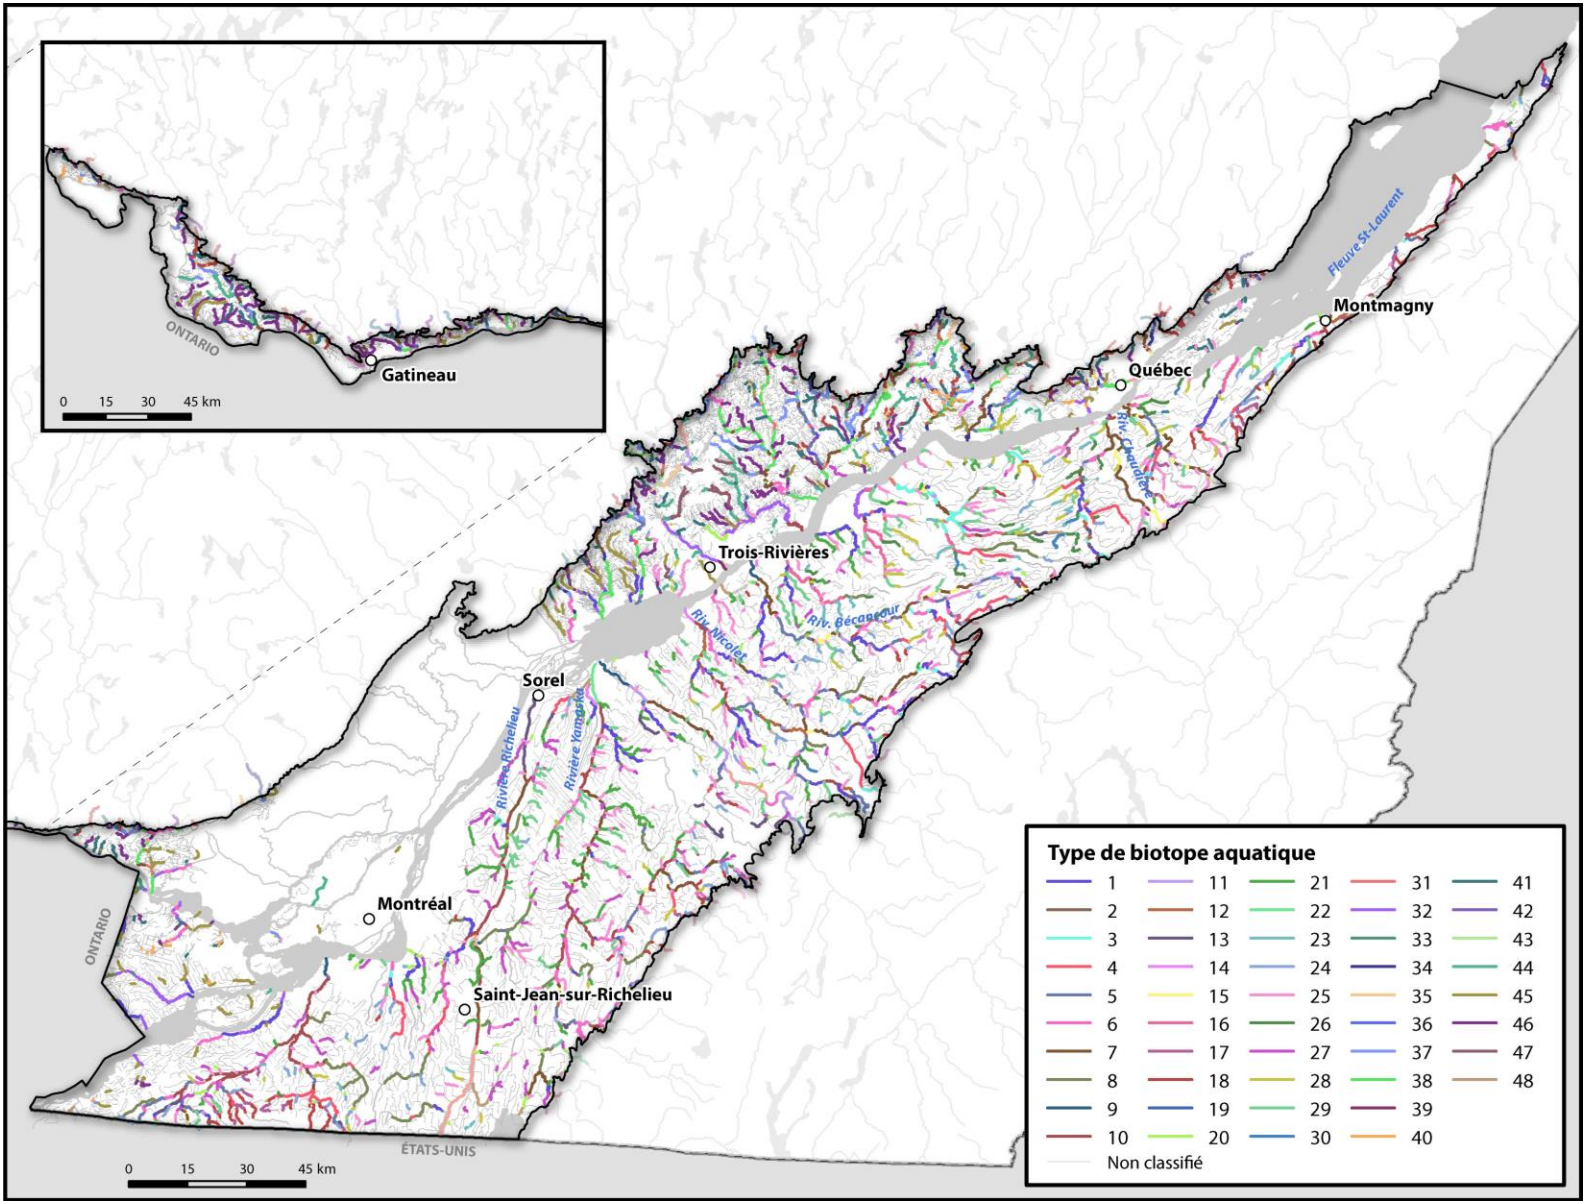 ONTARIO
Gatineau
0 15 30 45 km
Fleuve St-Laurent
Montmagny
Québec
Riv. Chaudière
Trois-Rivières
Riv. Bécancour
Riv. Nicolet
Sorel
Rivière Richelieu
Rivière Yamaska
Montréal
ONTARIO
Saint-Jean-sur-Richelieu
ÉTATS-UNIS
0 15 30 45 km
Type de biotope aquatique
1 11 21 31 41
2 12 22 32 42
3 13 23 33 43
4 14 24 34 44
5 15 25 35 45
6 16 26 36 46
7 17 27 37 47
8 18 28 38 48
9 19 29 39
10 20 30 40
Non classifié